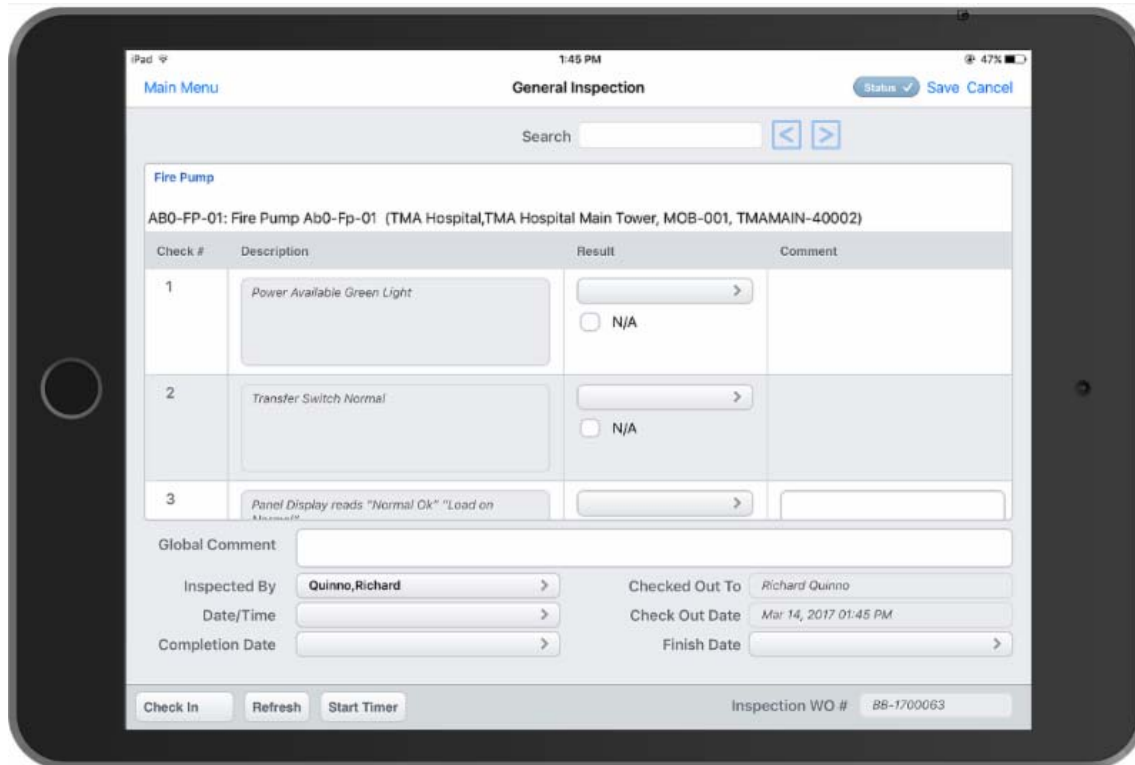 iPad 1:45 PM 47%
Main Menu General Inspection Status ✓ Save Cancel
Search < >
Fire Pump
AB0-FP-01: Fire Pump Ab0-Fp-01 (TMA Hospital,TMA Hospital Main Tower, MOB-001, TMAMAIN-40002)
Check # Description Result Comment
1 Power Available Green Light >
N/A
2 Transfer Switch Normal >
N/A
3 Panel Display reads "Normal Ok" "Load on >
Normal"
Global Comment
Inspected By Quinno,Richard > Checked Out To Richard Quinno
Date/Time > Check Out Date Mar 14, 2017 01:45 PM
Completion Date > Finish Date >
Check In Refresh Start Timer Inspection WO # BB-1700063